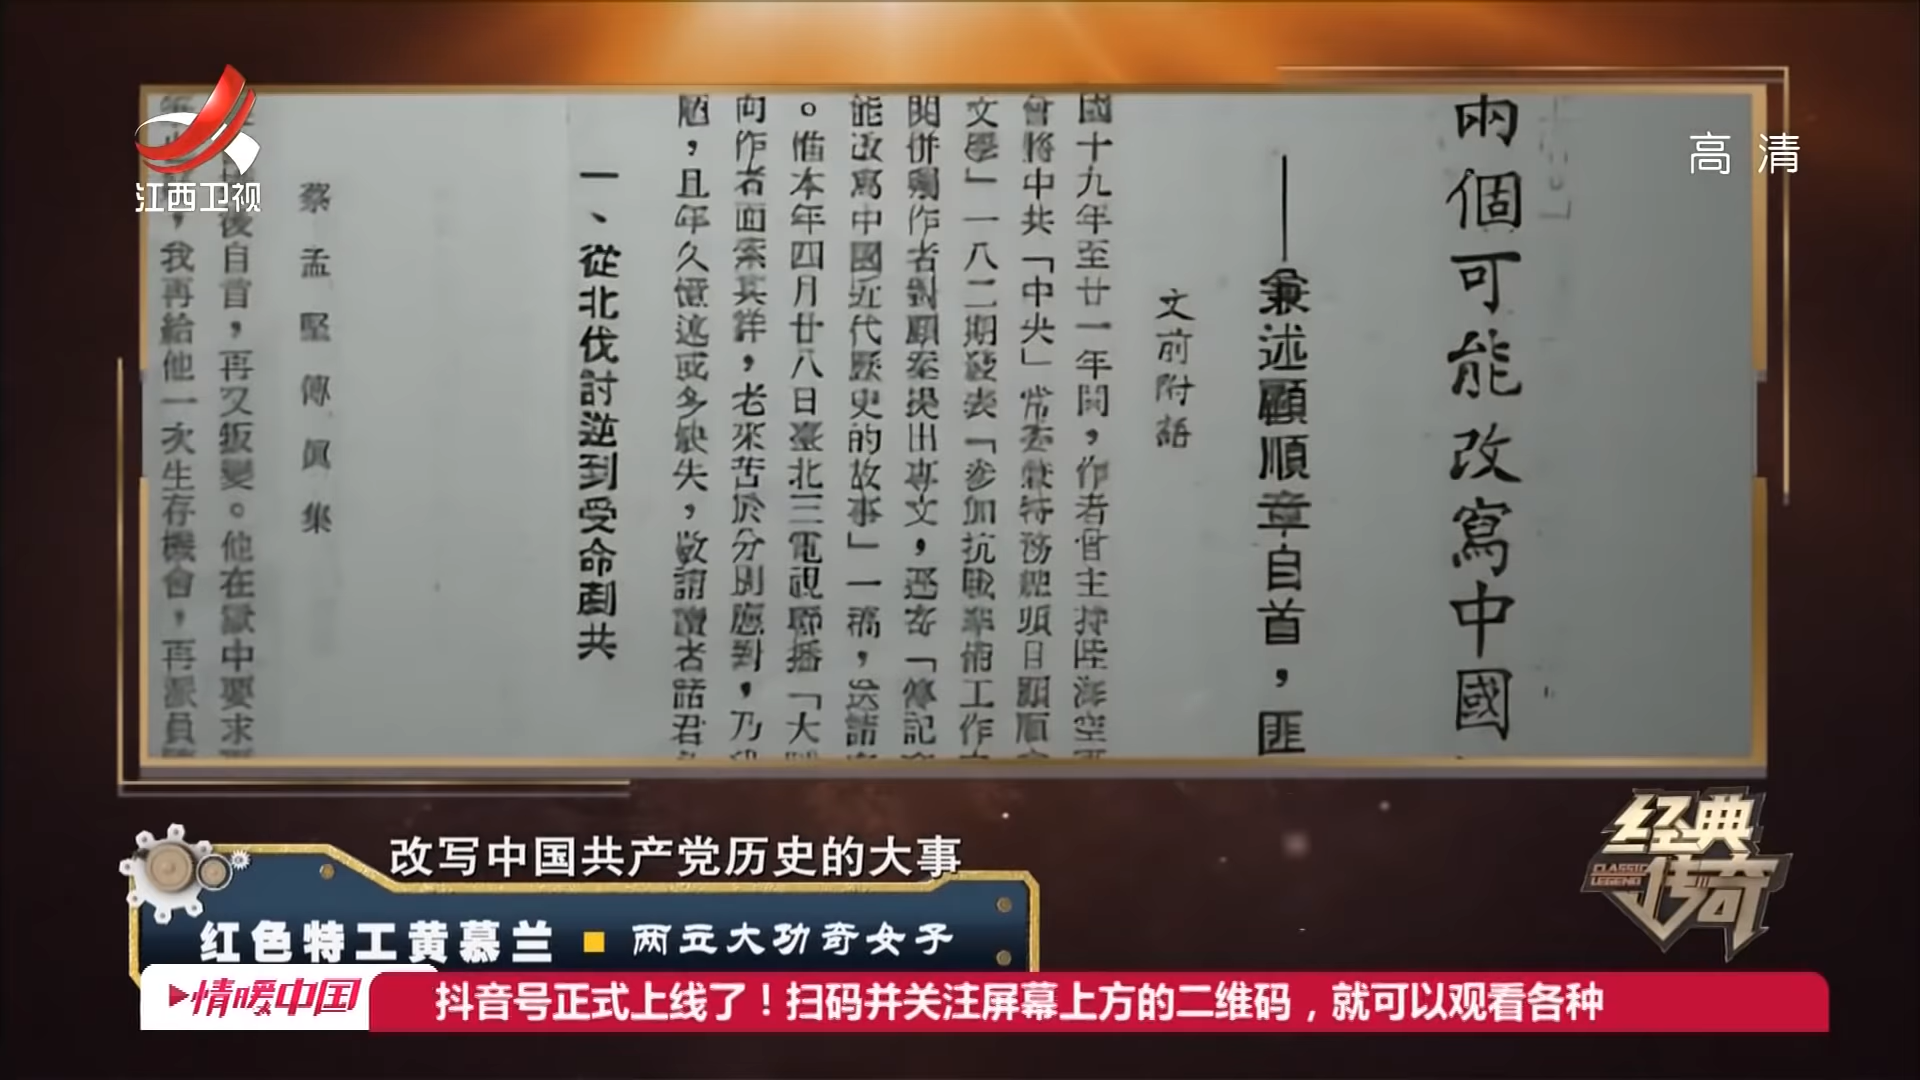 江西卫视
高清
兩個可能改寫中國
——兼述顧順章自首，匪
文前附語
國十九年至廿一年間，作者曾主持陸海空
會將中共「中央」常委兼特務總頭目顧順
文學」一八二期發表「參加抗戰準備工作
閱併囑作者對顧案提出專文，逕寄「傳記
能改寫中國近代歷史的故事」一稿，送請
。惟本年四月廿八日臺北三電視聯播「大
向作者面索其詳，老來苦於分別應對，乃
陋，且年久憶述或多缺失，敬請讀者諸君
一、從北伐討逆到受命剷共
蔡孟堅傳眞集
後自首，再又叛變。他在獄中要求
，我再給他一次生存機會，再派員
改写中国共产党历史的大事
红色特工黄慕兰 两立大功奇女子
经典传奇
CLASSIC LEGEND
情暖中国
抖音号正式上线了！扫码并关注屏幕上方的二维码，就可以观看各种